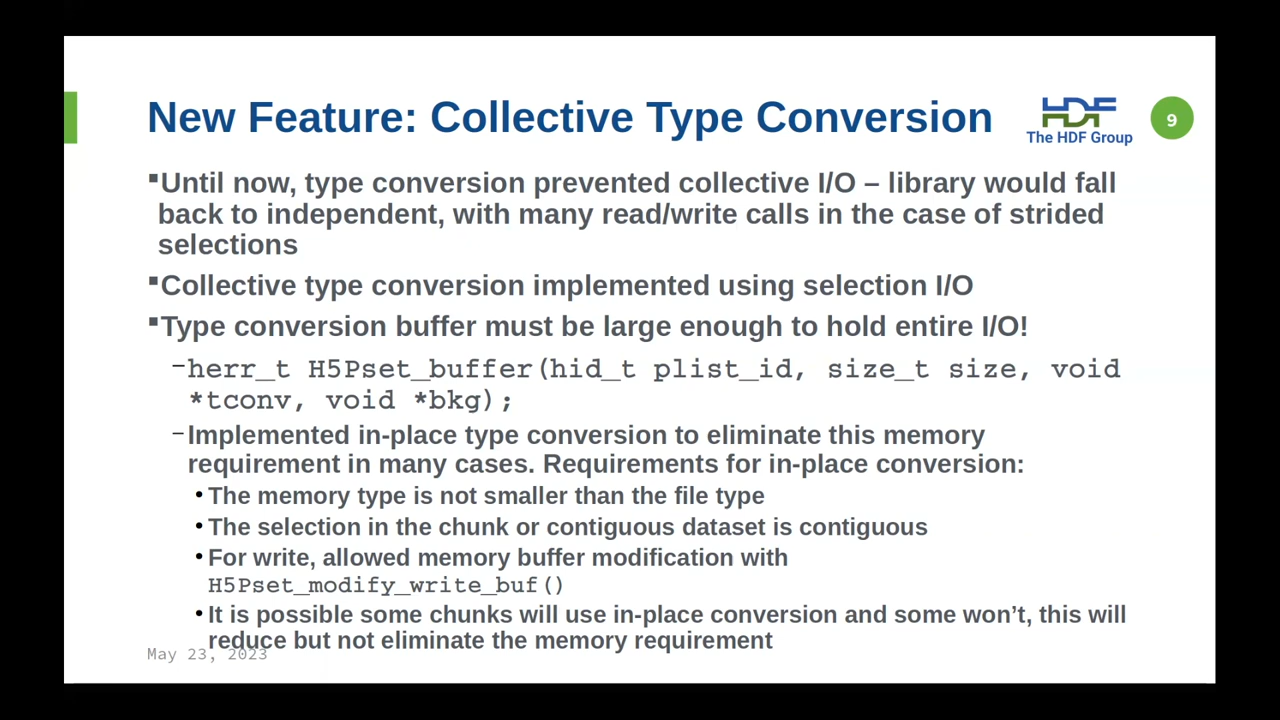 New Feature: Collective Type Conversion
HDF
The HDF Group
9
▪Until now, type conversion prevented collective I/O – library would fall
back to independent, with many read/write calls in the case of strided
selections
▪Collective type conversion implemented using selection I/O
▪Type conversion buffer must be large enough to hold entire I/O!
–herr_t H5Pset_buffer(hid_t plist_id, size_t size, void
*tconv, void *bkg);
–Implemented in-place type conversion to eliminate this memory
requirement in many cases. Requirements for in-place conversion:
•The memory type is not smaller than the file type
•The selection in the chunk or contiguous dataset is contiguous
•For write, allowed memory buffer modification with
H5Pset_modify_write_buf()
•It is possible some chunks will use in-place conversion and some won’t, this will
reduce but not eliminate the memory requirement
May 23, 2023